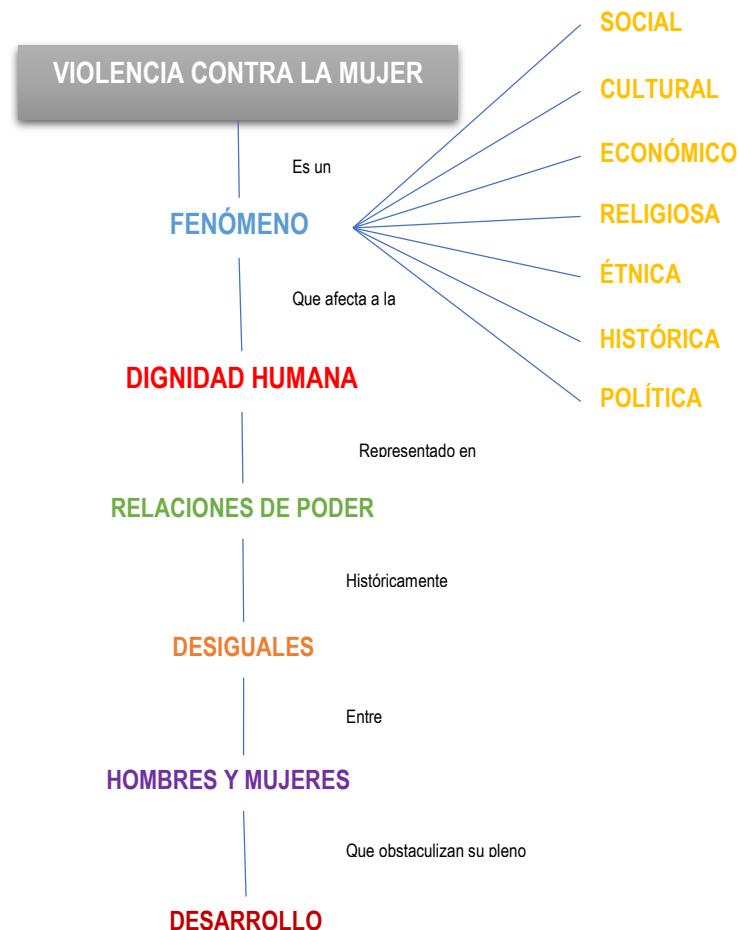 VIOLENCIA CONTRA LA MUJER
Es un
FENÓMENO
SOCIAL
CULTURAL
ECONÓMICO
RELIGIOSA
ÉTNICA
HISTÓRICA
POLÍTICA
Que afecta a la
DIGNIDAD HUMANA
Representado en
RELACIONES DE PODER
Históricamente
DESIGUALES
Entre
HOMBRES Y MUJERES
Que obstaculizan su pleno
DESARROLLO